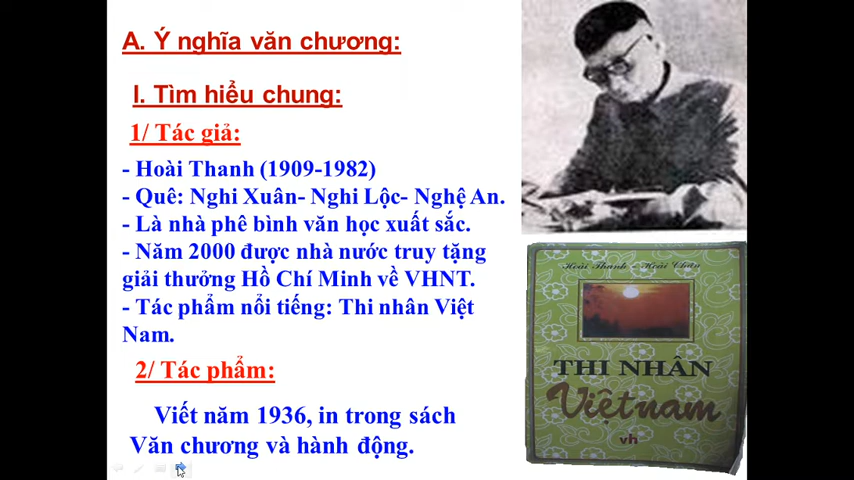 A. Ý nghĩa văn chương:
I. Tìm hiểu chung:
1/ Tác giả:
- Hoài Thanh (1909-1982)
- Quê: Nghi Xuân- Nghi Lộc- Nghệ An.
- Là nhà phê bình văn học xuất sắc.
- Năm 2000 được nhà nước truy tặng
giải thưởng Hồ Chí Minh về VHNT.
- Tác phẩm nổi tiếng: Thi nhân Việt
Nam.
2/ Tác phẩm:
Viết năm 1936, in trong sách
Văn chương và hành động.
Hoài Thanh - Hoài Chân
THI NHÂN
Việtnam
vh